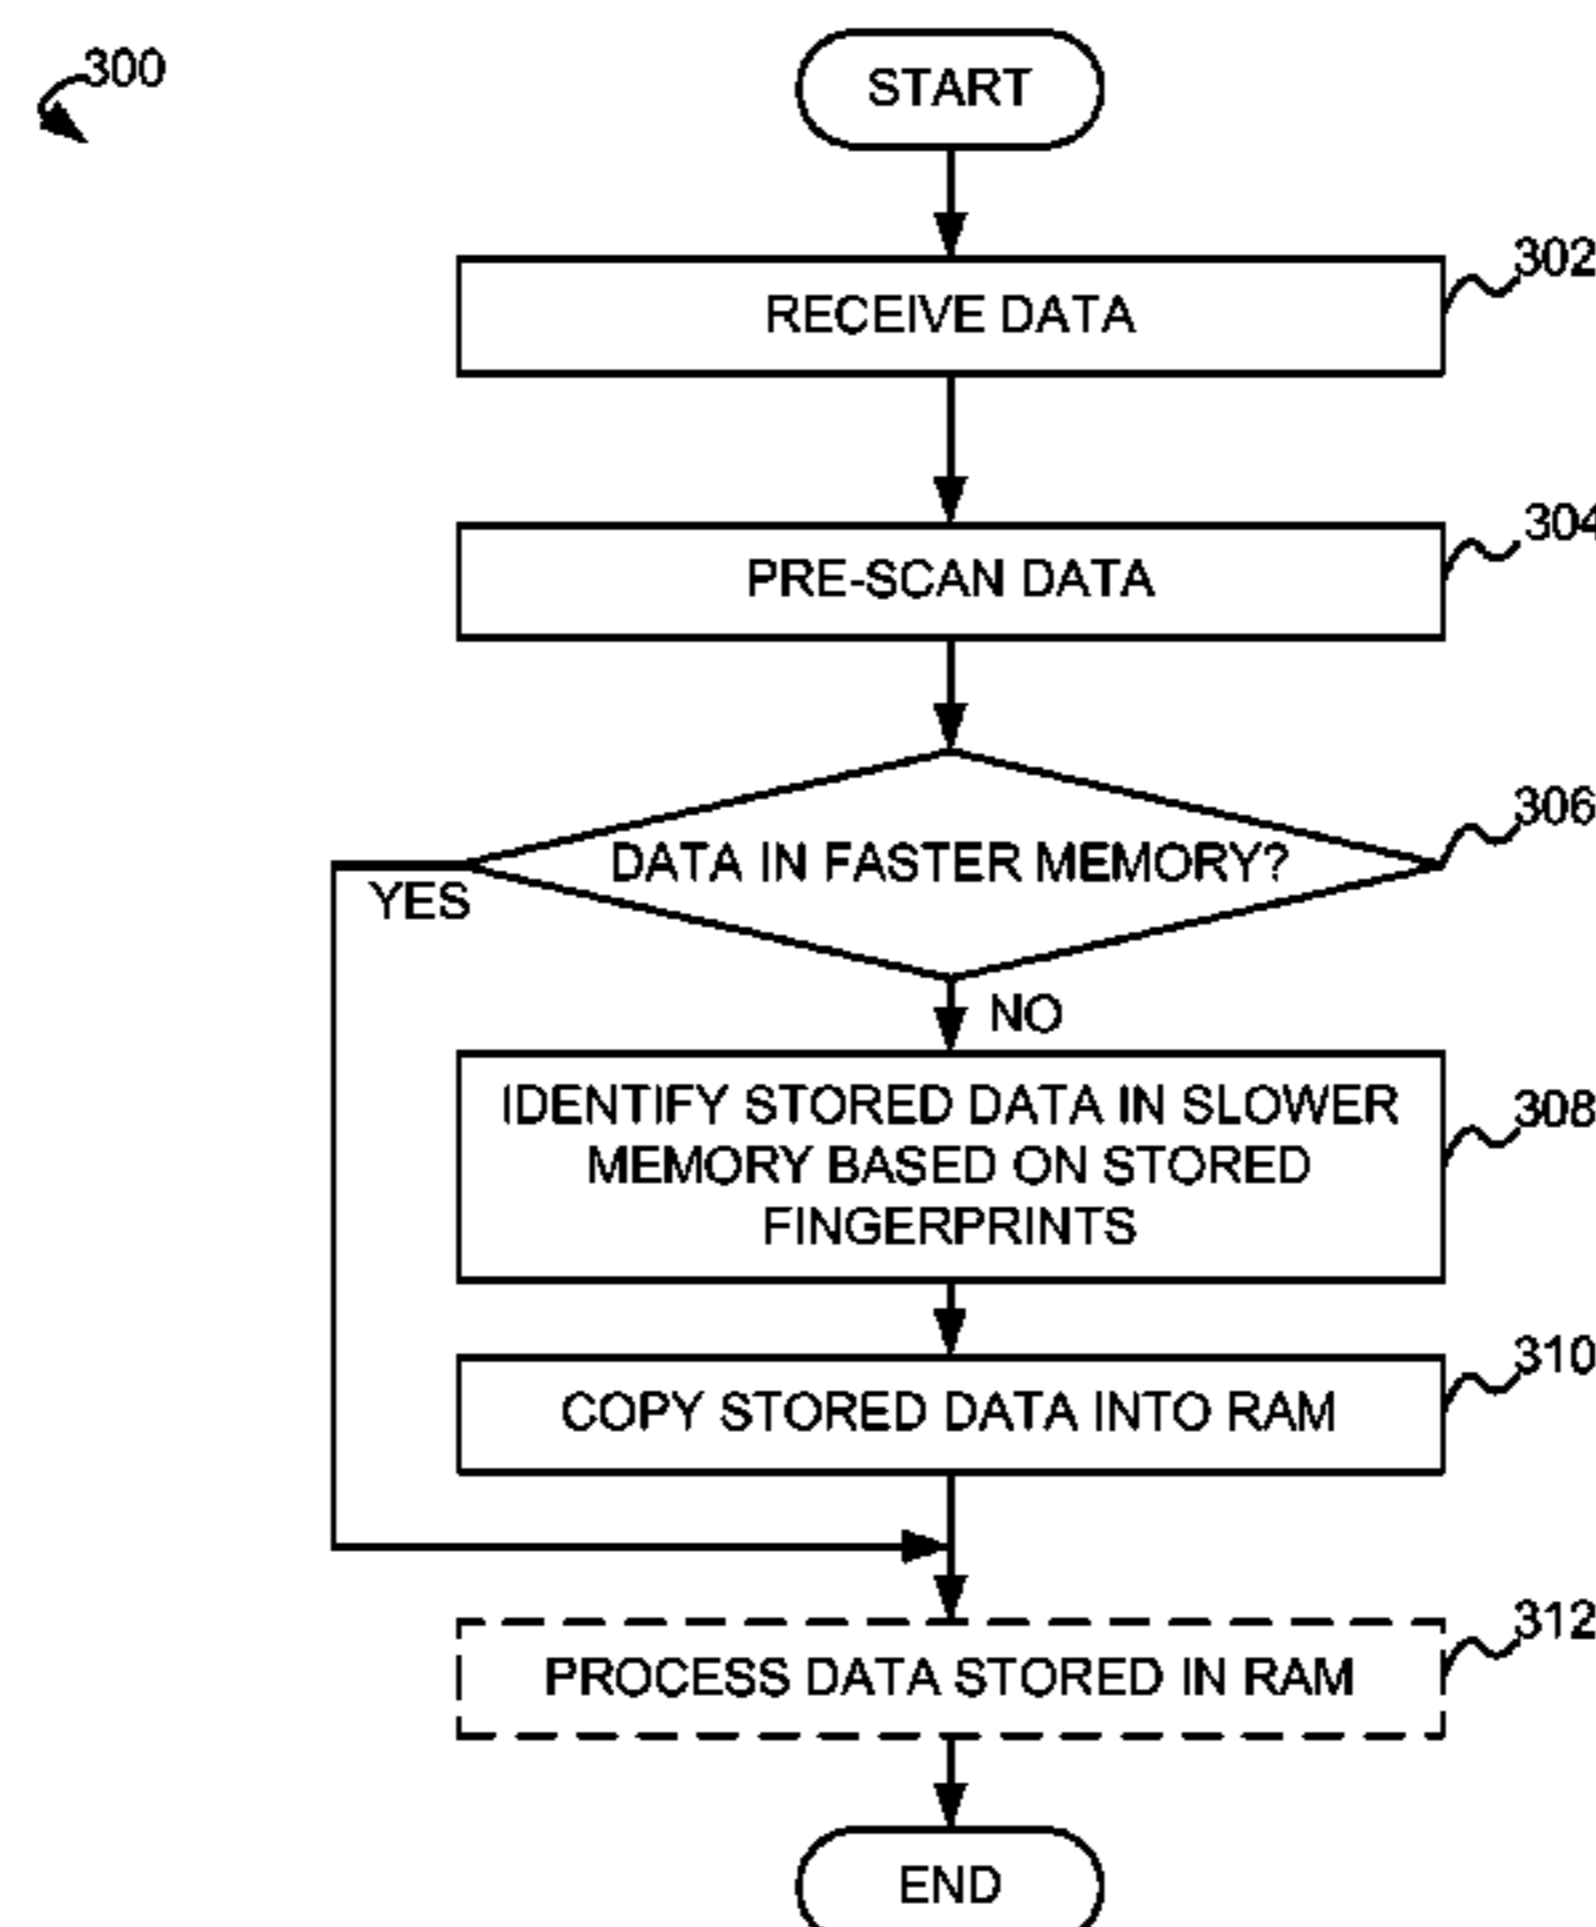 300
START
302
RECEIVE DATA
304
PRE-SCAN DATA
306
DATA IN FASTER MEMORY?
YES
NO
308
IDENTIFY STORED DATA IN SLOWER
MEMORY BASED ON STORED
FINGERPRINTS
310
COPY STORED DATA INTO RAM
312
PROCESS DATA STORED IN RAM
END